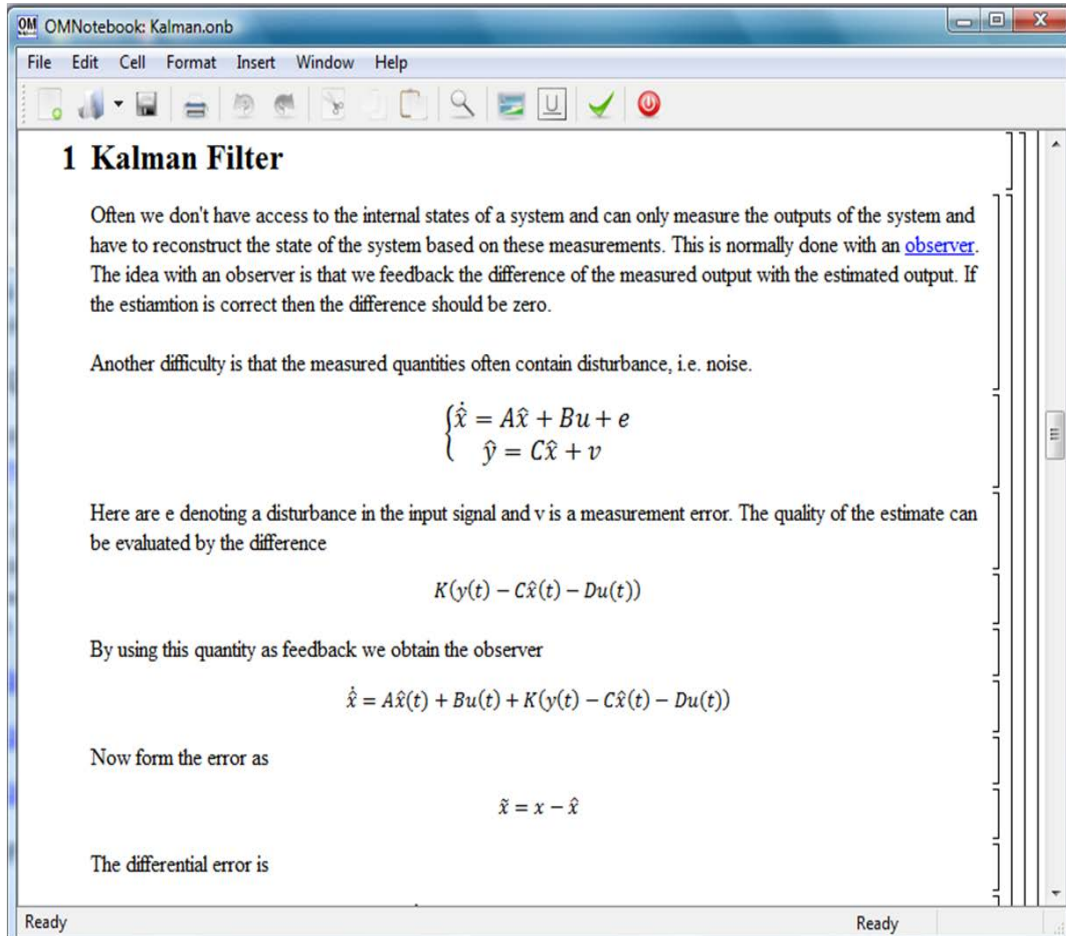 OM OMNotebook: Kalman.onb
File Edit Cell Format Insert Window Help
1 Kalman Filter
Often we don't have access to the internal states of a system and can only measure the outputs of the system and
have to reconstruct the state of the system based on these measurements. This is normally done with an observer.
The idea with an observer is that we feedback the difference of the measured output with the estimated output. If
the estiamtion is correct then the difference should be zero.
Another difficulty is that the measured quantities often contain disturbance, i.e. noise.
{ẋ̂ = Ax̂ + Bu + e
ŷ = Cx̂ + v
Here are e denoting a disturbance in the input signal and v is a measurement error. The quality of the estimate can
be evaluated by the difference
K(y(t) − Cx̂(t) − Du(t))
By using this quantity as feedback we obtain the observer
x̂̇ = Ax̂(t) + Bu(t) + K(y(t) − Cx̂(t) − Du(t))
Now form the error as
x̃ = x − x̂
The differential error is
Ready Ready